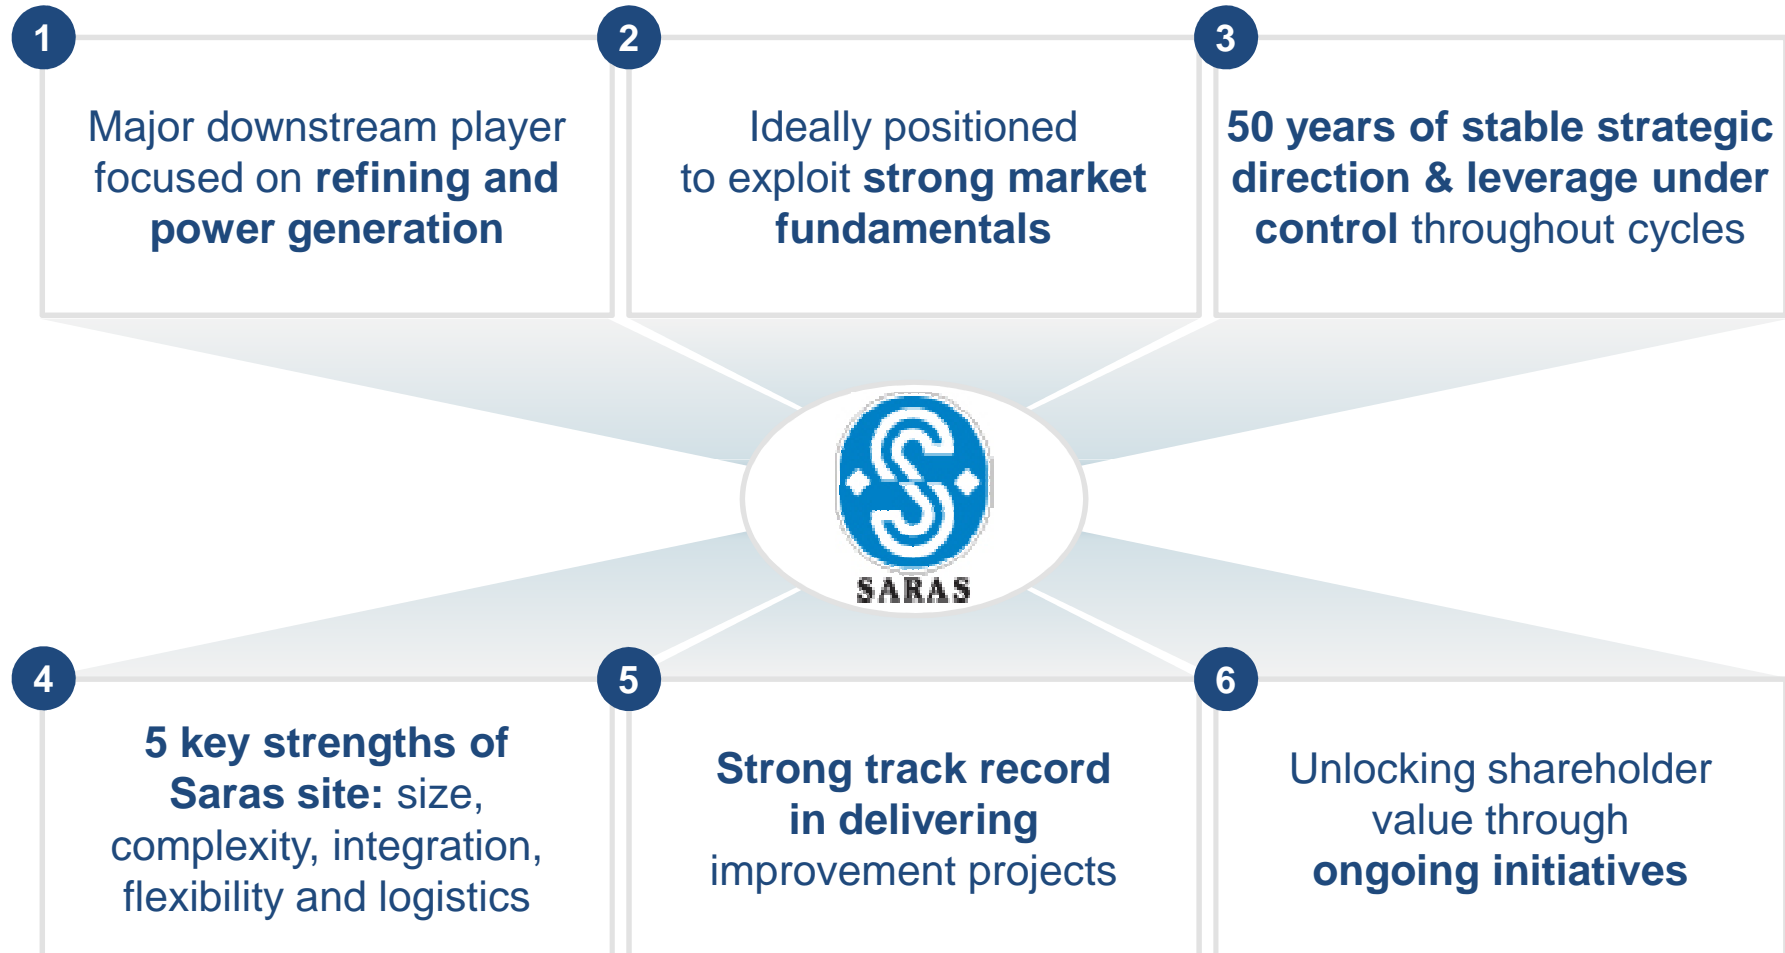 1
Major downstream player
focused on refining and
power generation
2
Ideally positioned
to exploit strong market
fundamentals
3
50 years of stable strategic
direction & leverage under
control throughout cycles
SARAS
4
5 key strengths of
Saras site: size,
complexity, integration,
flexibility and logistics
5
Strong track record
in delivering
improvement projects
6
Unlocking shareholder
value through
ongoing initiatives